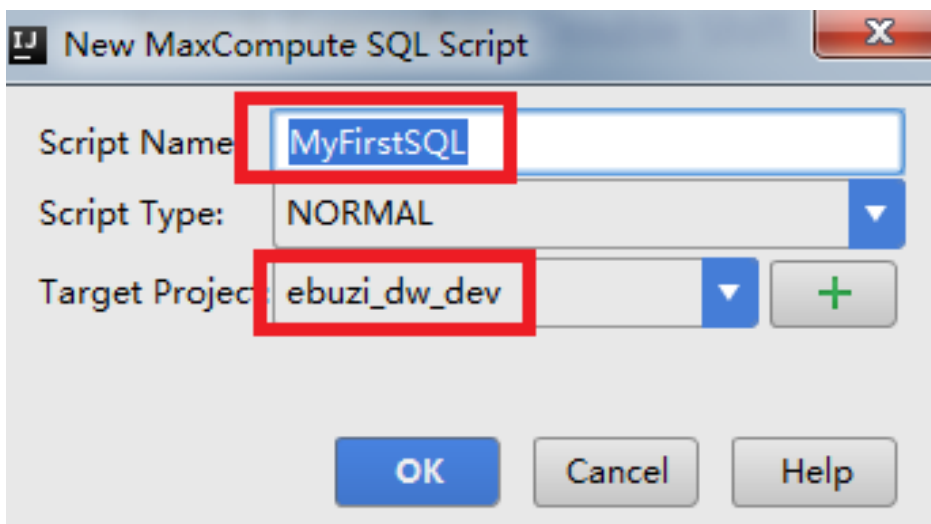 IJ New MaxCompute SQL Script
Script Name MyFirstSQL
Script Type: NORMAL
Target Project: ebuzi_dw_dev
OK Cancel Help